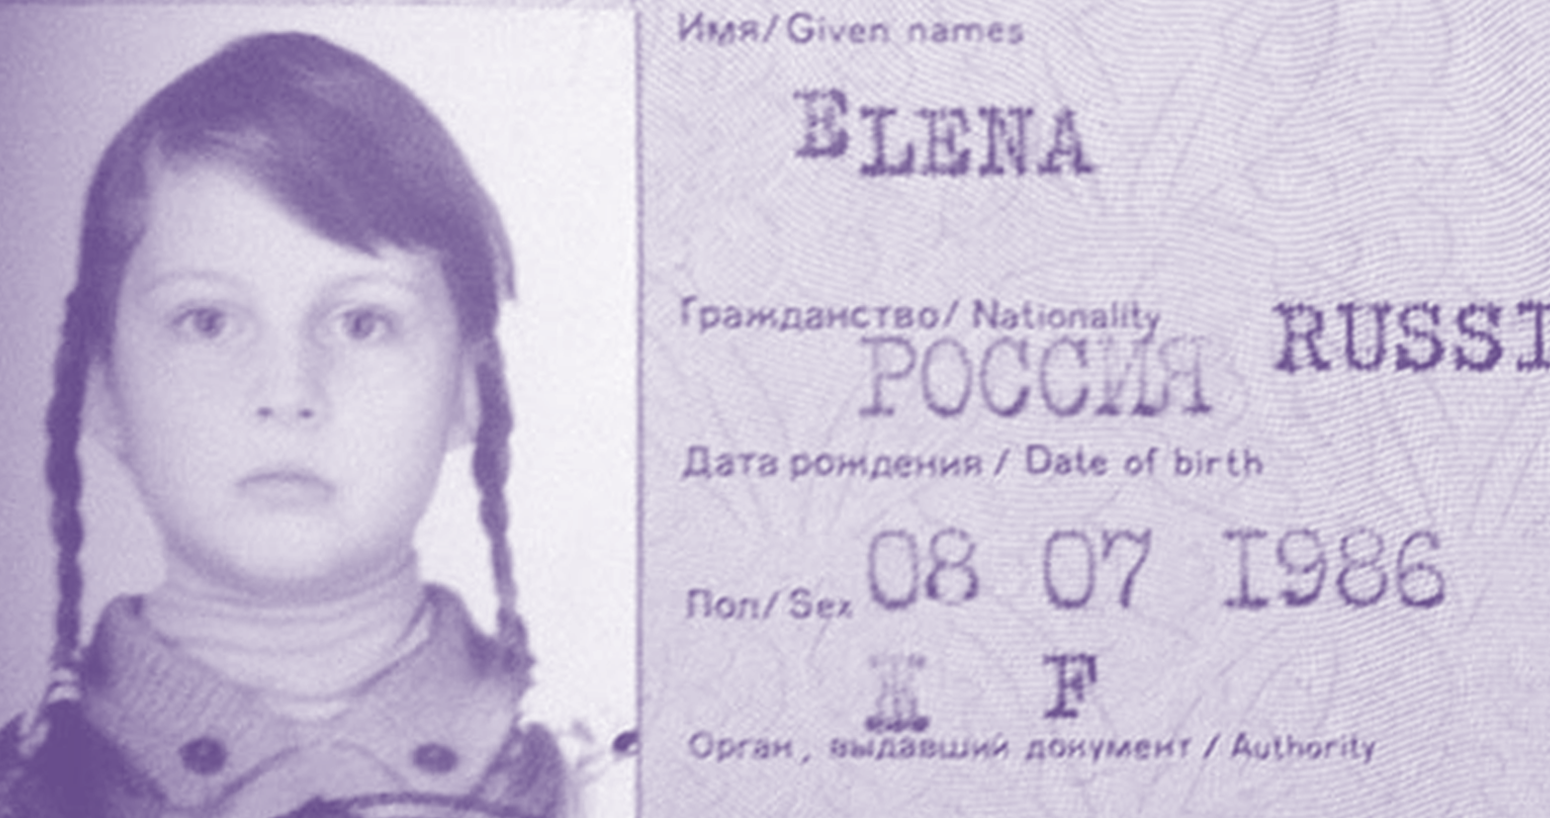 Имя/Given names
ELENA
Гражданство/Nationality
РОССИЯ RUSSI
Дата рождения / Date of birth
08 07 1986
Пол/Sex
F
Орган, выдавший документ / Authority